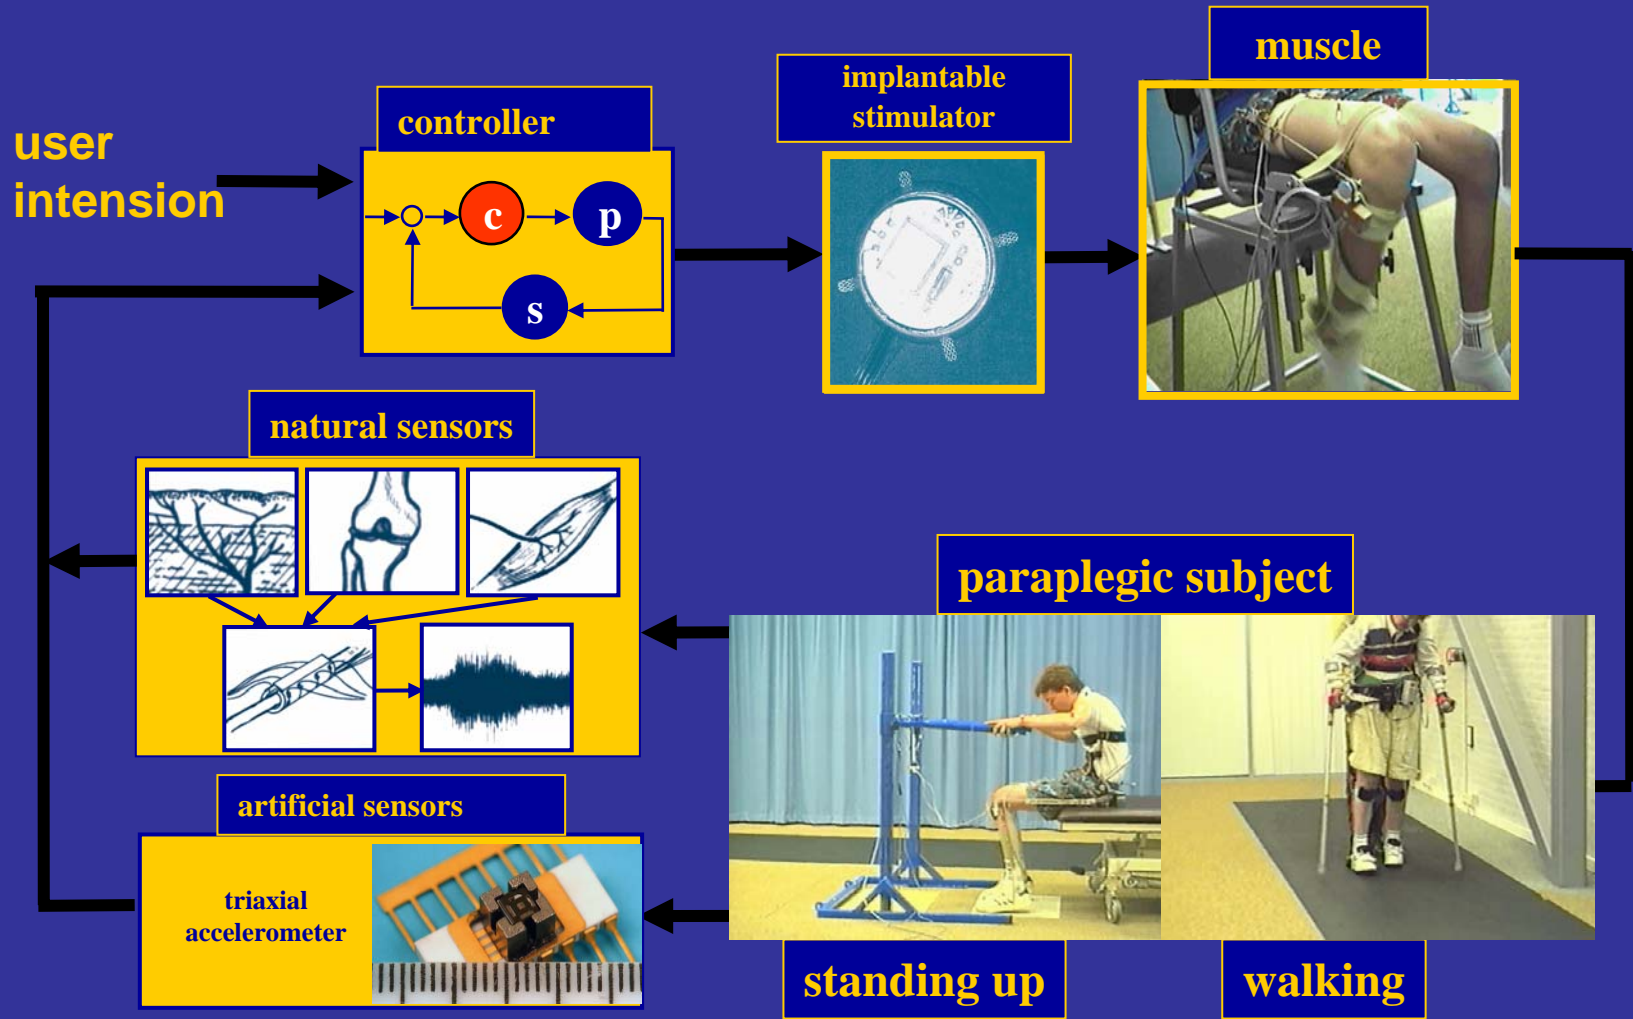 muscle
implantable
stimulator
controller
user
intension
c
p
s
natural sensors
paraplegic subject
artificial sensors
triaxial
accelerometer
standing up
walking